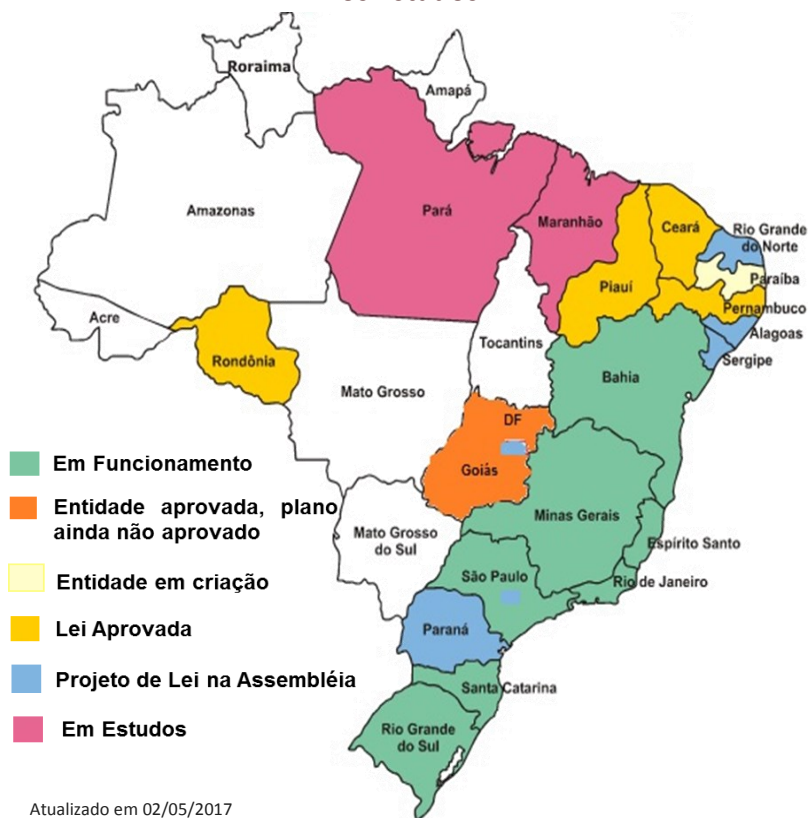 Roraima
Amapá
Amazonas
Pará
Maranhão
Ceará
Rio Grande
do Norte
Paraíba
Piauí
Pernambuco
Acre
Alagoas
Rondônia
Tocantins
Sergipe
Mato Grosso
Bahia
DF
Goiás
Em Funcionamento
Entidade aprovada, plano
ainda não aprovado
Minas Gerais
Mato Grosso
do Sul
Espírito Santo
Entidade em criação
São Paulo
Rio de Janeiro
Lei Aprovada
Paraná
Projeto de Lei na Assembléia
Santa Catarina
Em Estudos
Rio Grande
do Sul
Atualizado em 02/05/2017